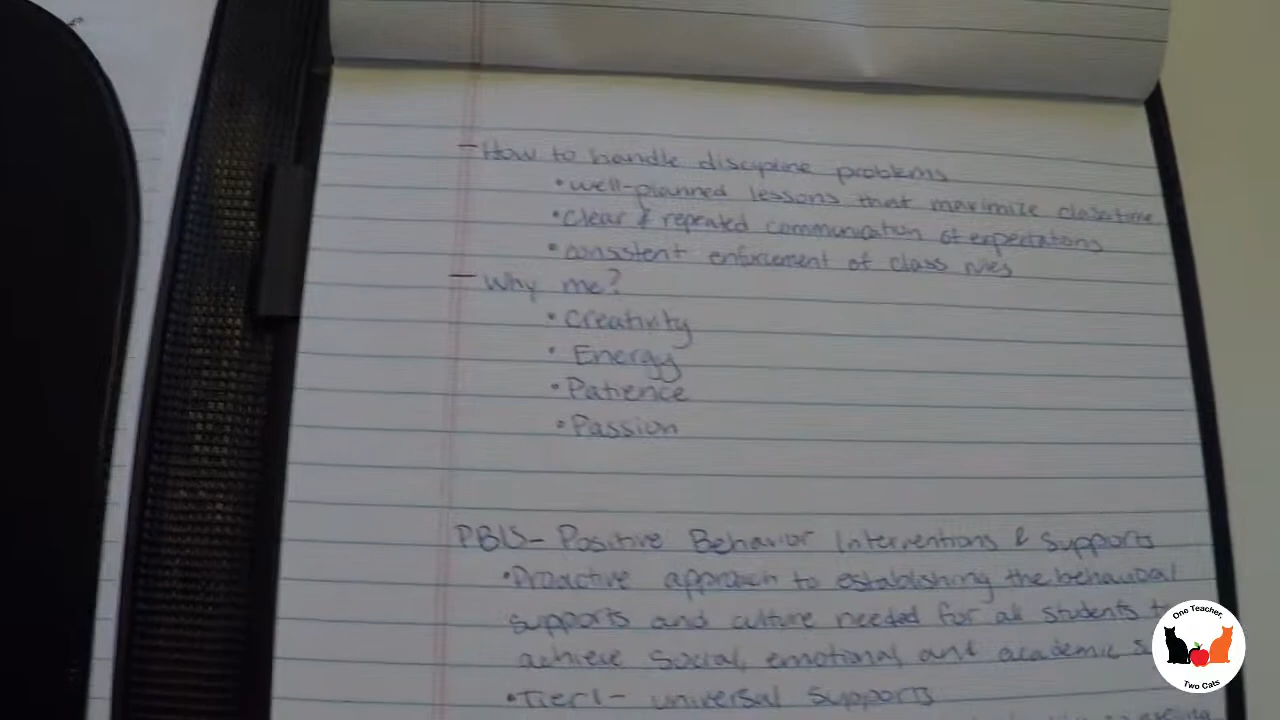 - How to handle discipline problems
• well-planned lessons that maximize classtime
• clear & repeated communication of expectations
• consistent enforcement of class rules
- Why me?
• Creativity
• Energy
• Patience
• Passion
PBIS- Positive Behavior Interventions & Supports
• Proactive approach to establishing the behavioral
supports and culture needed for all students
achieve social, emotional, and academic
• Tier 1 - universal supports
One Teacher,
Two Cats